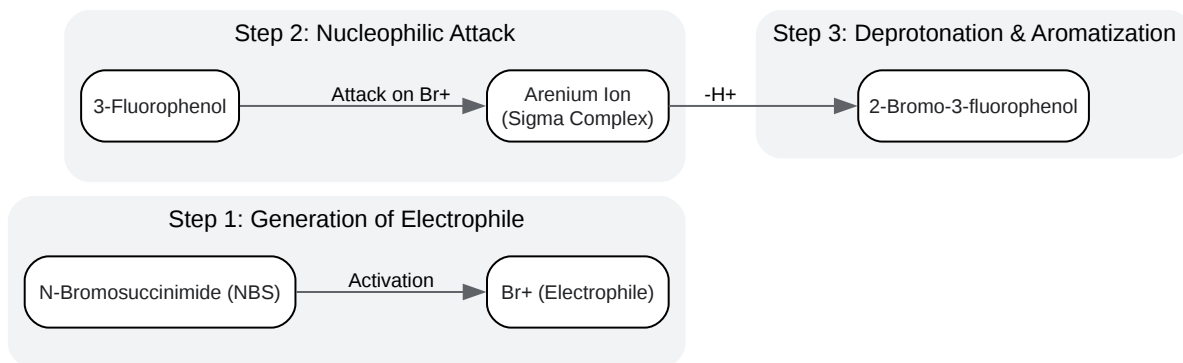 Step 2: Nucleophilic Attack
Step 3: Deprotonation & Aromatization
3-Fluorophenol
Attack on Br+
Arenium Ion
(Sigma Complex)
-H+
2-Bromo-3-fluorophenol
Step 1: Generation of Electrophile
N-Bromosuccinimide (NBS)
Activation
Br+ (Electrophile)